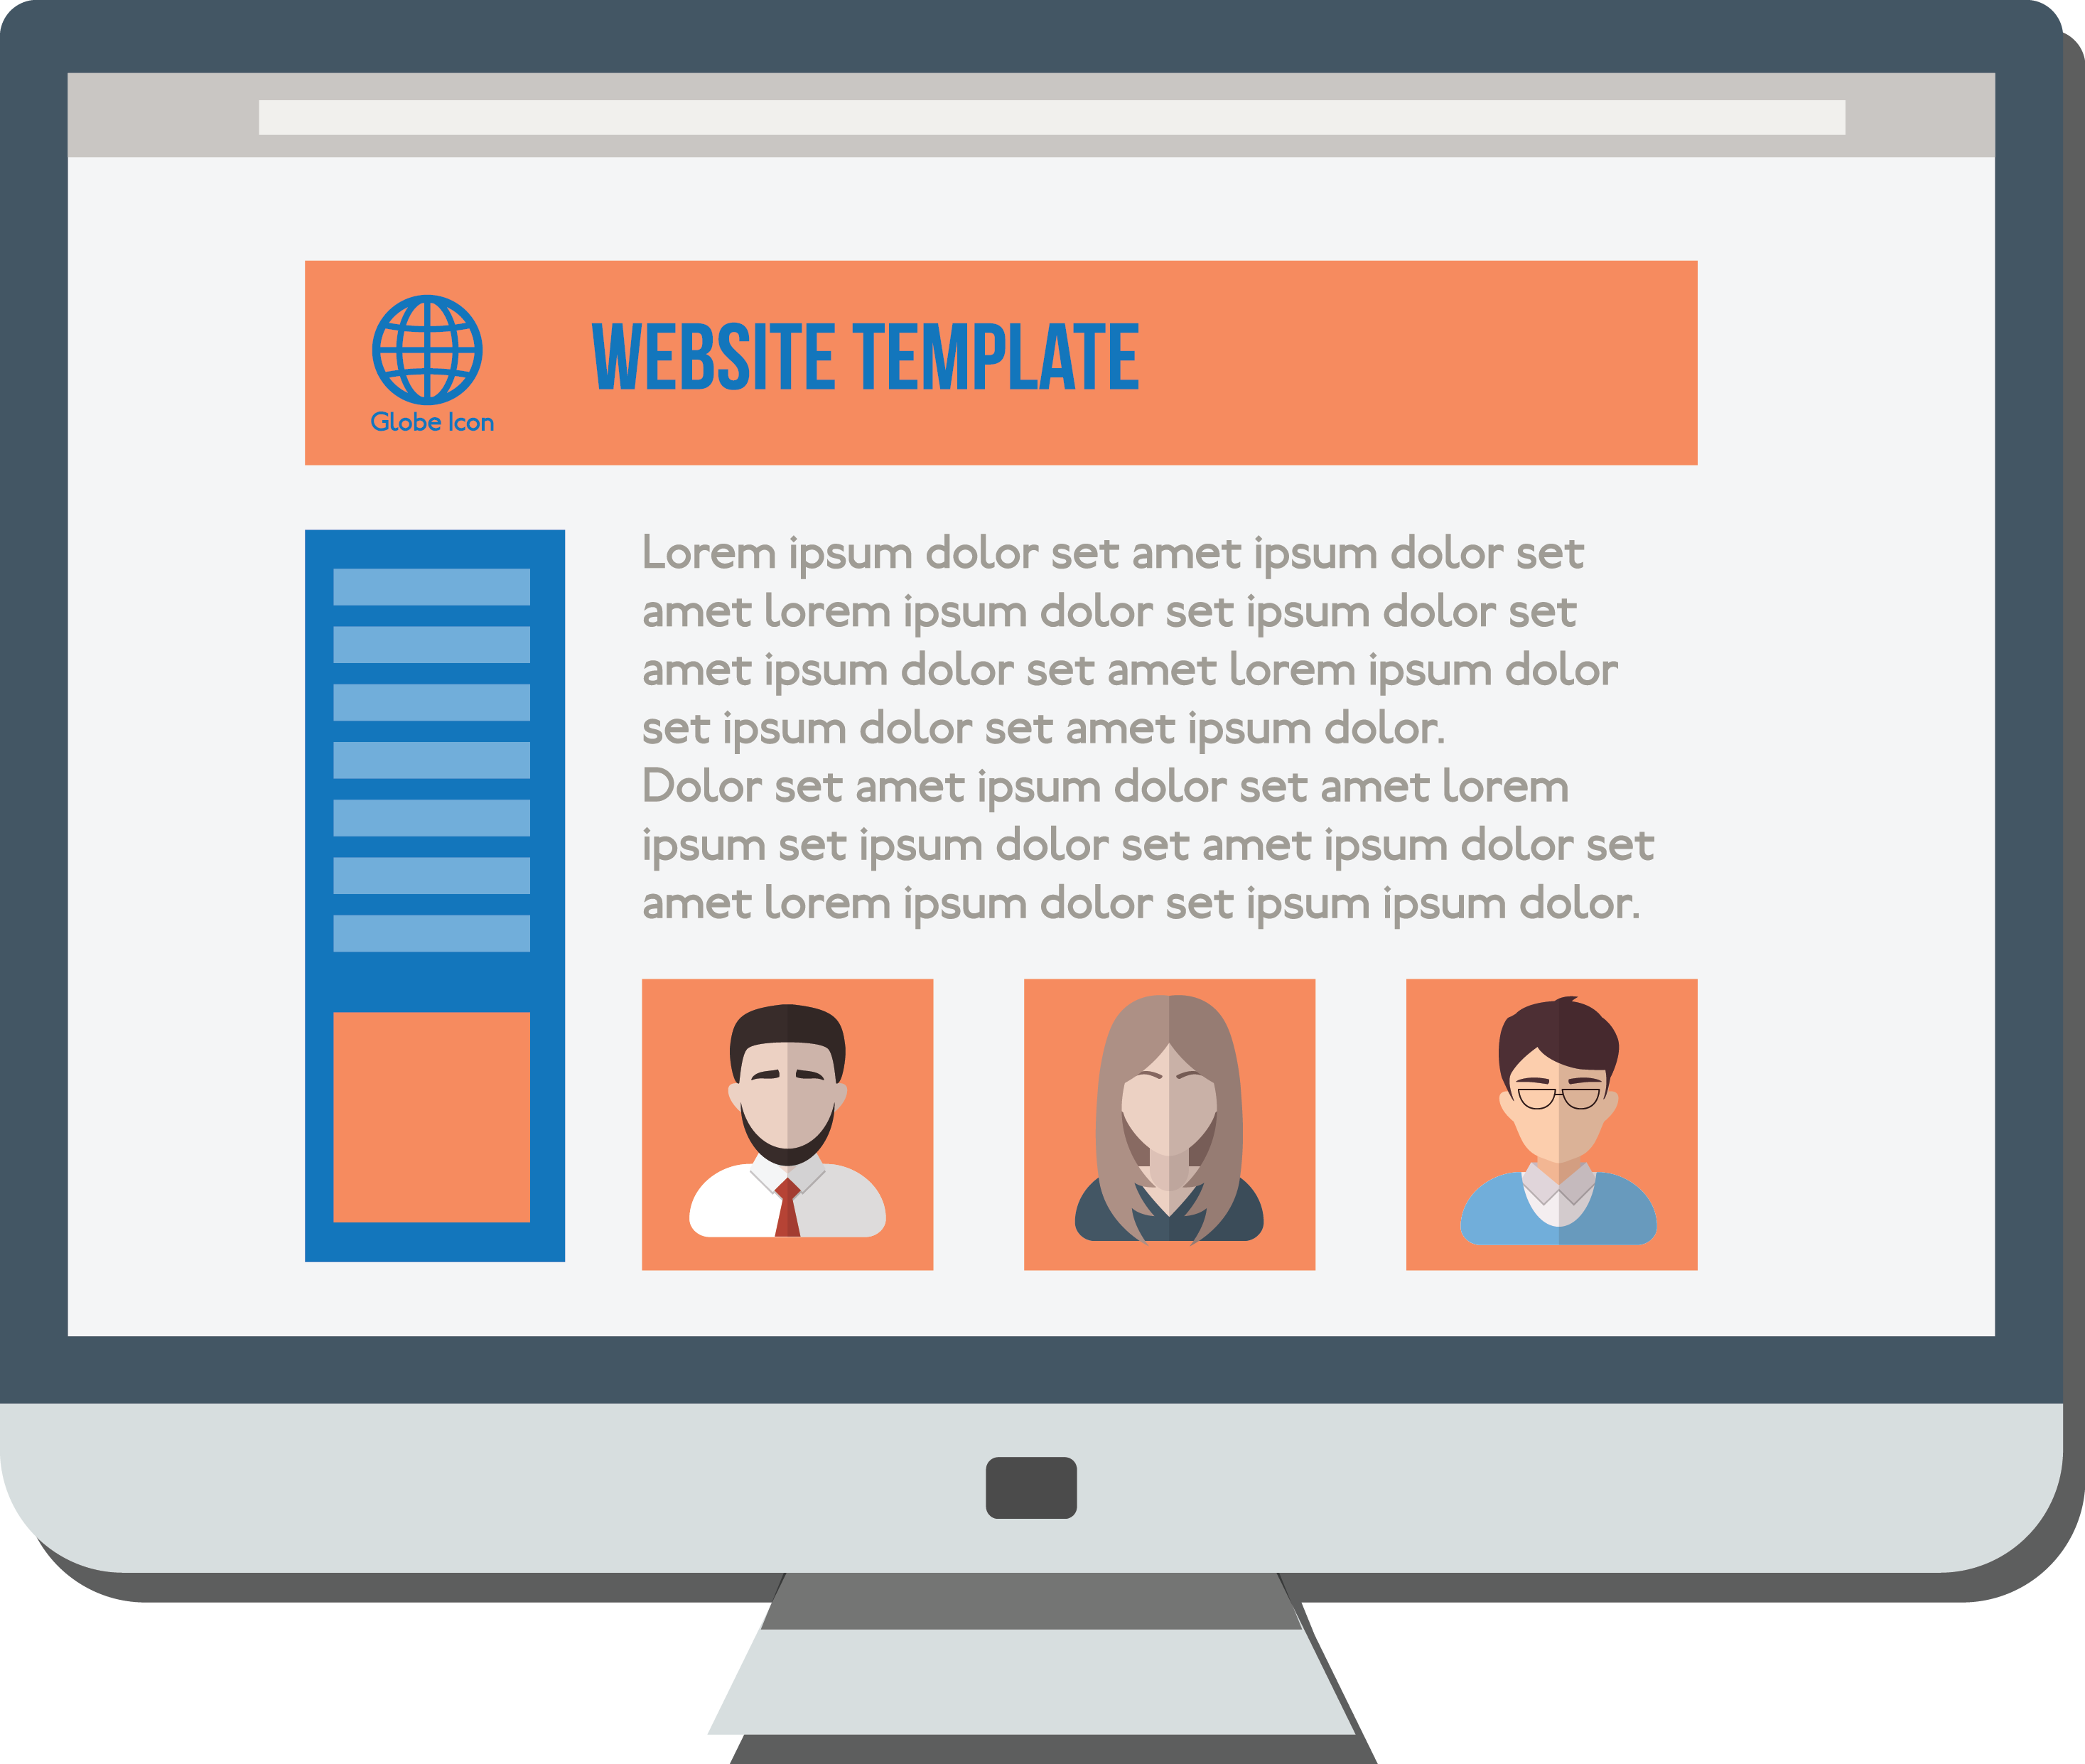 WEBSITE TEMPLATE
Globe Icon
Lorem ipsum dolor set amet ipsum dolor set
amet lorem ipsum dolor set ipsum dolor set
amet ipsum dolor set amet lorem ipsum dolor
set ipsum dolor set amet ipsum dolor.
Dolor set amet ipsum dolor set amet lorem
ipsum set ipsum dolor set amet ipsum dolor set
amet lorem ipsum dolor set ipsum ipsum dolor.